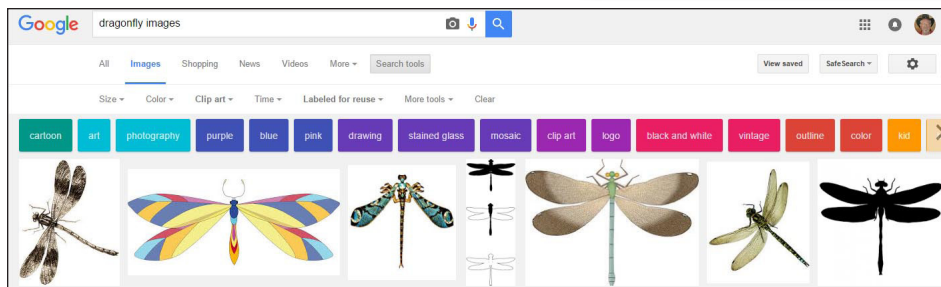 Google dragonfly images
All Images Shopping News Videos More Search tools View saved SafeSearch
Size Color Clip art Time Labeled for reuse More tools Clear
cartoon art photography purple blue pink drawing stained glass mosaic clip art logo black and white vintage outline color kid